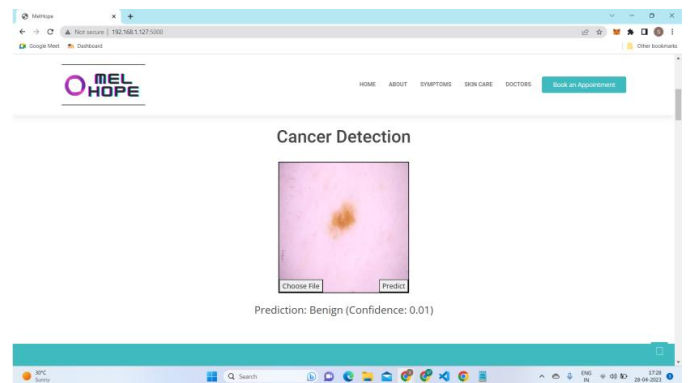 MelHope
Not secure | 192.168.1.127:5000
Google Meet
Dashboard
Other bookmarks
MEL
HOPE
HOME ABOUT SYMPTOMS SKIN CARE DOCTORS Book an Appointment
Cancer Detection
Choose File
Predict
Prediction: Benign (Confidence: 0.01)
30°C
Sunny
Search
ENG
IN
17:28
28-04-2023